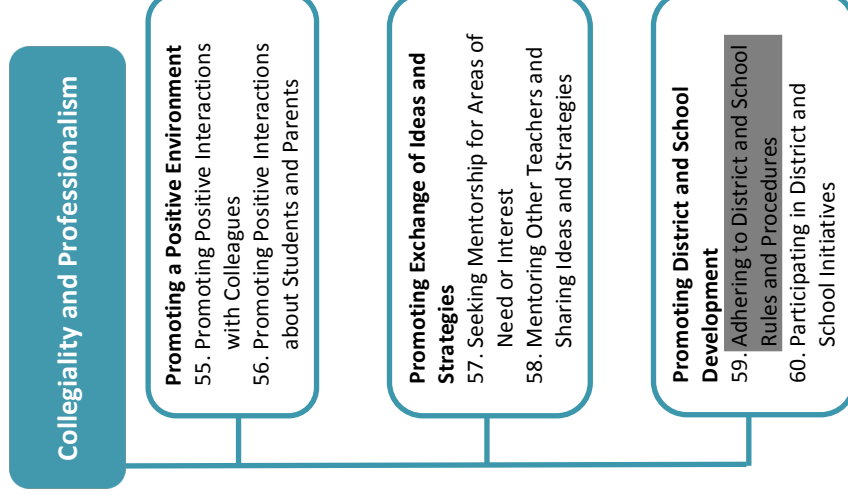 Collegiality and Professionalism
Promoting a Positive Environment
55. Promoting Positive Interactions
with Colleagues
56. Promoting Positive Interactions
about Students and Parents
Promoting Exchange of Ideas and
Strategies
57. Seeking Mentorship for Areas of
Need or Interest
58. Mentoring Other Teachers and
Sharing Ideas and Strategies
Promoting District and School
Development
59. Adhering to District and School
Rules and Procedures
60. Participating in District and
School Initiatives